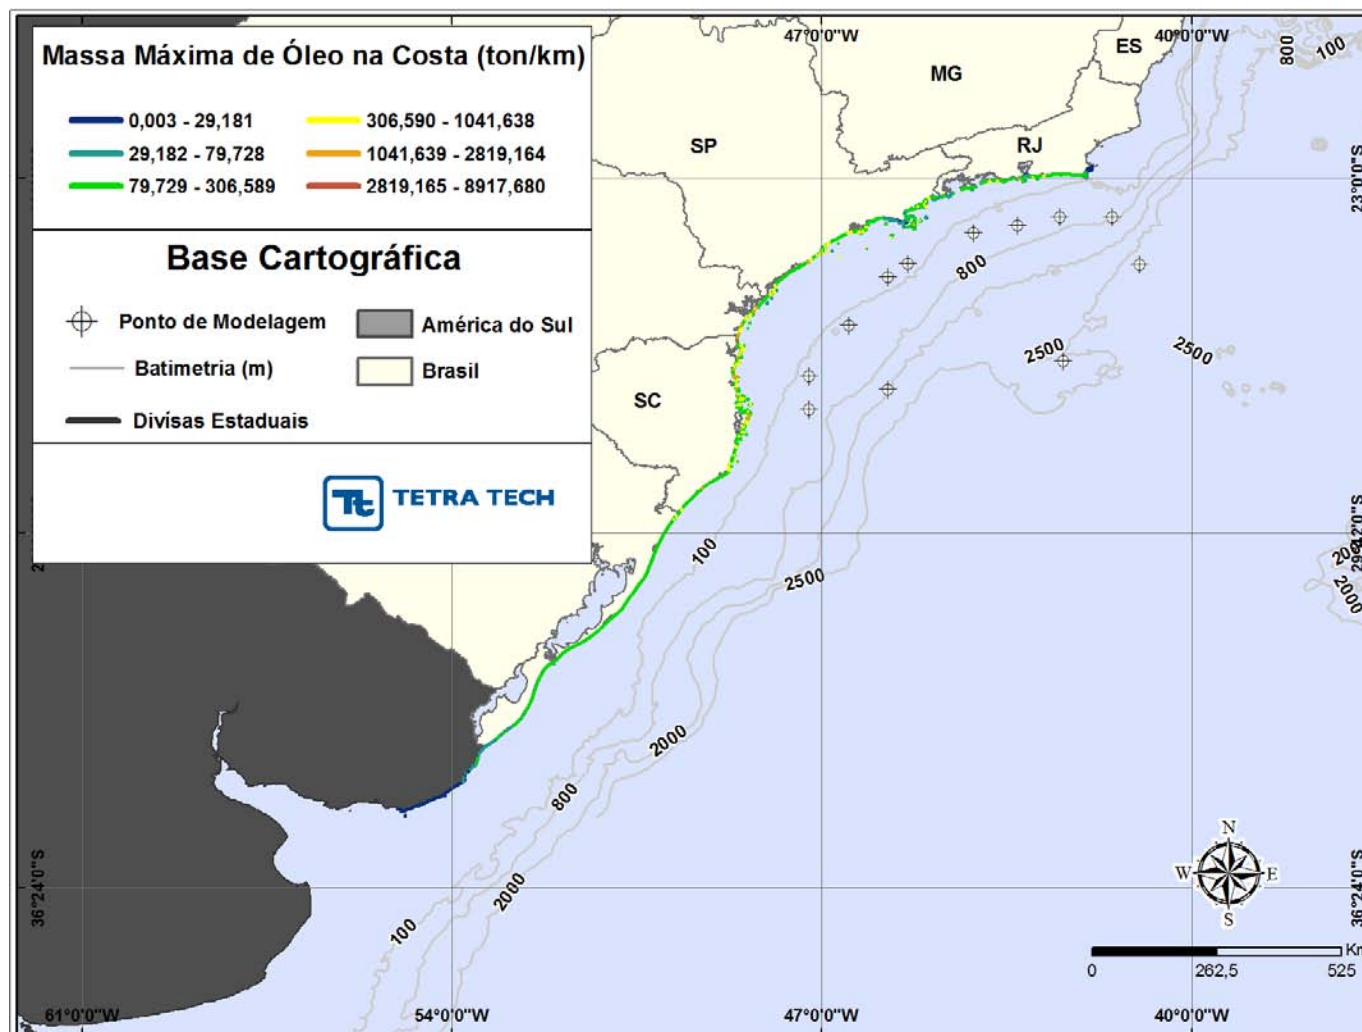 Massa Máxima de Óleo na Costa (ton/km)
0,003 - 29,181
306,590 - 1041,638
29,182 - 79,728
1041,639 - 2819,164
79,729 - 306,589
2819,165 - 8917,680
Base Cartográfica
Ponto de Modelagem
América do Sul
Batimetria (m)
Brasil
Divísas Estaduais
Tt
TETRA TECH
47°0'0"W
40°0'0"W
ES
MG
SP
RJ
SC
800
100
23°0'0"S
800
2500
2500
100
2500
2000
2000
800
2000
100
36°24'0"S
36°24'0"S
61°0'0"W
54°0'0"W
47°0'0"W
40°0'0"W
N
W
E
S
Km
0
262,5
525